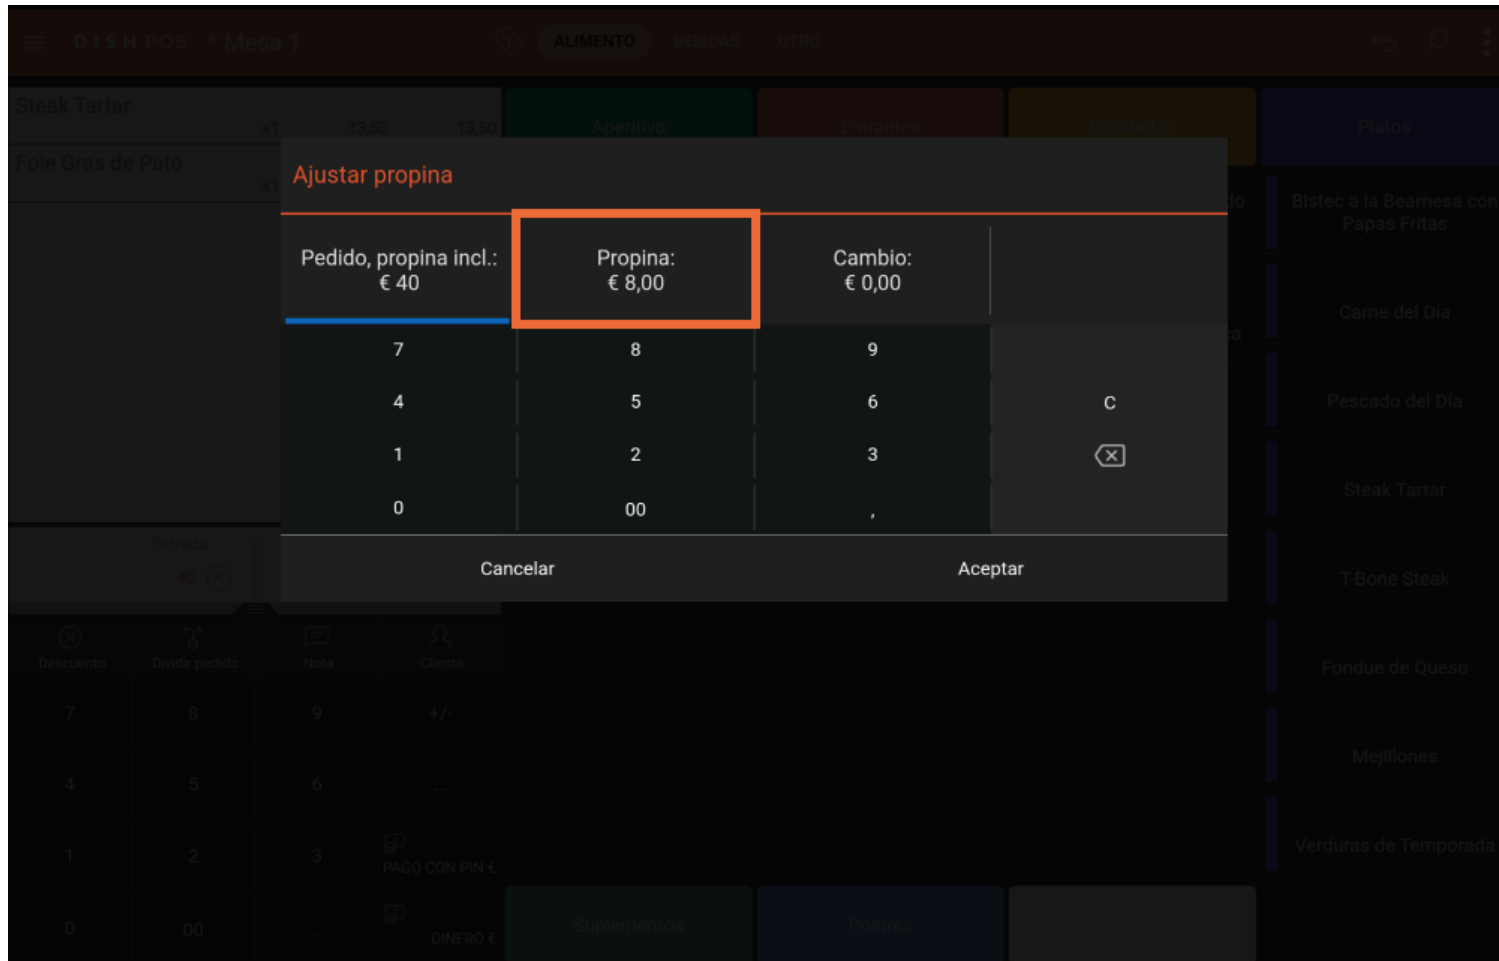 DISH POS * Mesa 1
ALIMENTO BEBIDAS OTRO
Steak Tartar
x1 13,50 13,50
Foie Gras de Pato
x1
Aperitivo
Entrantes
Ensaladas
Platos
Ajustar propina
Pedido, propina incl.:
€ 40
Propina:
€ 8,00
Cambio:
€ 0,00
7 8 9
4 5 6 C
1 2 3
0 00 ,
Cancelar Aceptar
Bistec a la Bearnesa con
Papas Fritas
Carne del Día
Pescado del Día
Steak Tartar
T-Bone Steak
Fondue de Queso
Mejillones
Verduras de Temporada
Entrada
40
Descuento Dividir pedido Nota Cliente
7 8 9 +/-
4 5 6 ...
1 2 3
PAGO CON PIN €
0 00 .
DINERO €
Suplementos Postres